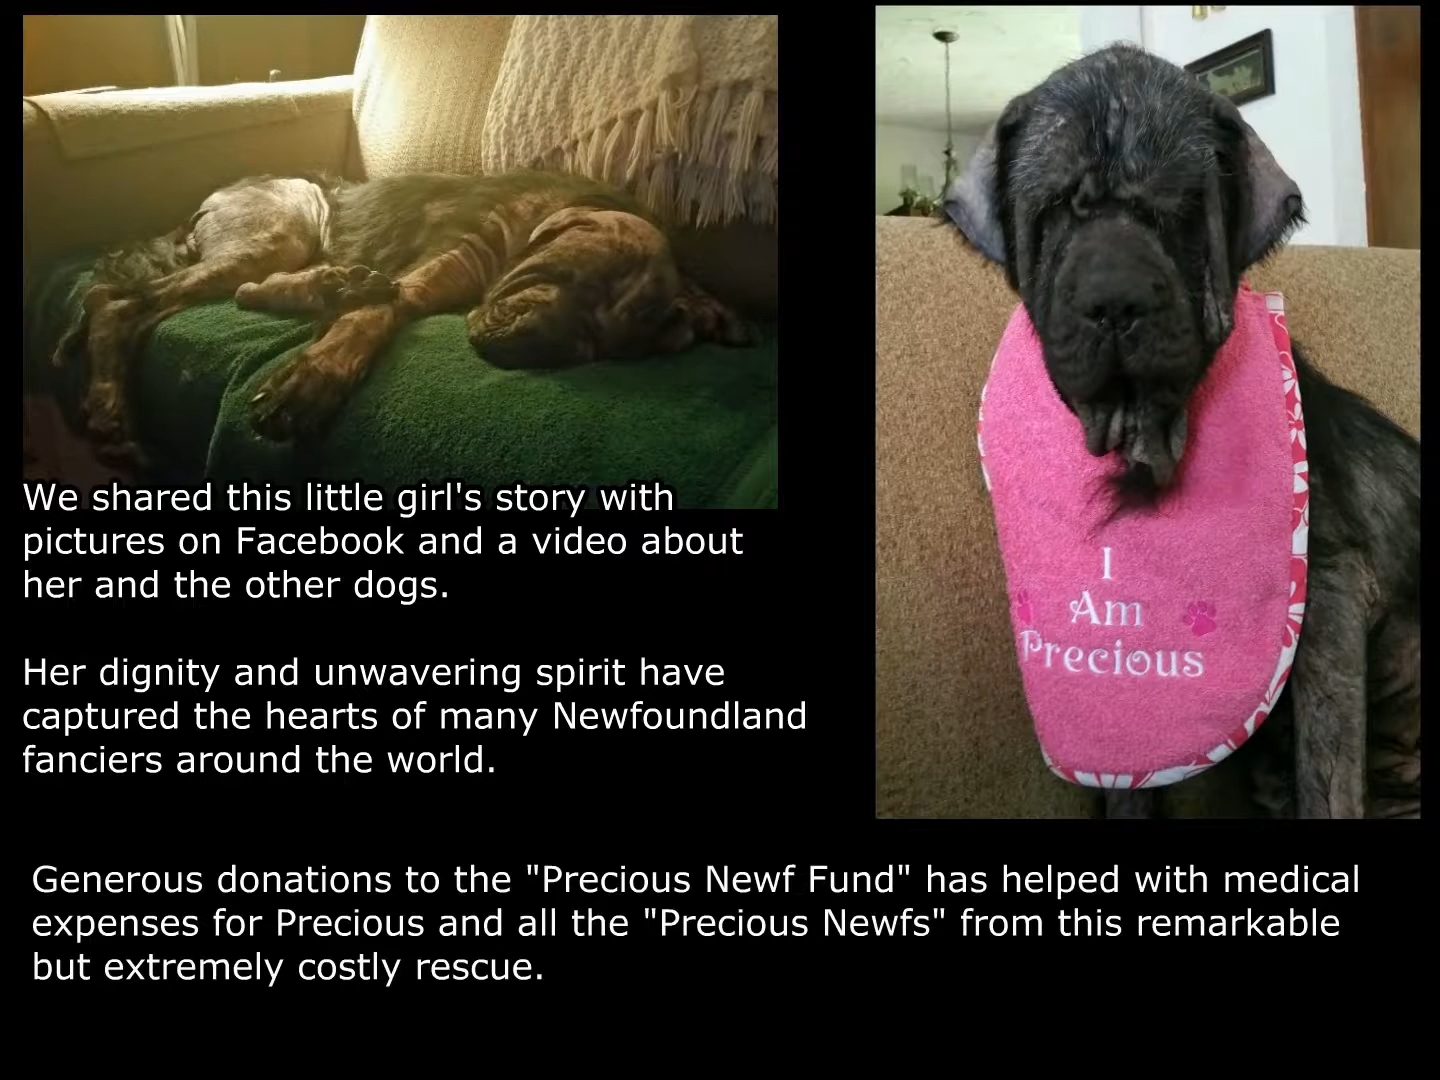 We shared this little girl's story with
pictures on Facebook and a video about
her and the other dogs.
Her dignity and unwavering spirit have
captured the hearts of many Newfoundland
fanciers around the world.
I
Am
Precious
Generous donations to the "Precious Newf Fund" has helped with medical
expenses for Precious and all the "Precious Newfs" from this remarkable
but extremely costly rescue.